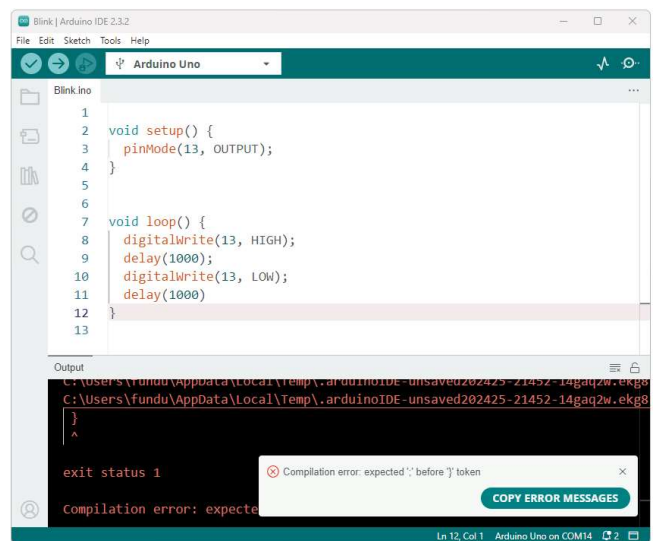 Blink | Arduino IDE 2.3.2
File Edit Sketch Tools Help
Arduino Uno
Blink.ino
1
2 void setup() {
3 pinMode(13, OUTPUT);
4 }
5
6
7 void loop() {
8 digitalWrite(13, HIGH);
9 delay(1000);
10 digitalWrite(13, LOW);
11 delay(1000)
12 }
13
Output
C:\Users\fundu\AppData\Local\Temp\.arduinoIDE-unsaved202425-21452-14gaq2w.ekg8
C:\Users\fundu\AppData\Local\Temp\.arduinoIDE-unsaved202425-21452-14gaq2w.ekg8
}
^
exit status 1
Compilation error: expecte
Compilation error: expected ';' before '}' token
COPY ERROR MESSAGES
Ln 12, Col 1 Arduino Uno on COM14 2